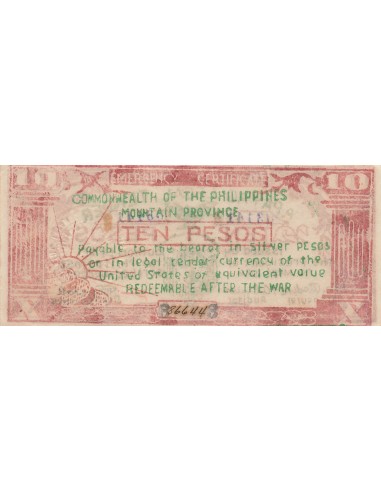 10 EMERGENCY CERTIFICATE 10
COMMONWEALTH OF THE PHILIPPINES
MOUNTAIN PROVINCE
TEN PESOS
Payable to the bearer in Silver pesos
or in legal tender currency of the
United States or equivalent value
REDEEMABLE AFTER THE WAR
36644
X X